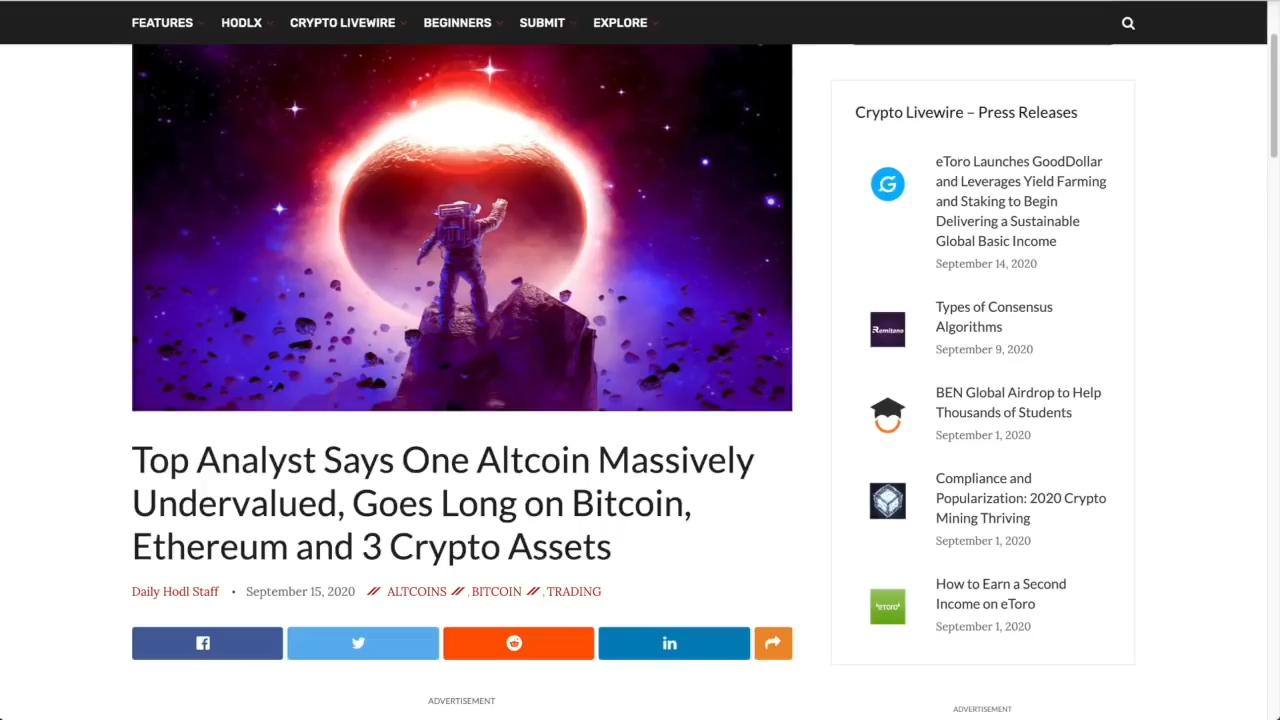 FEATURES HODLX CRYPTO LIVEWIRE BEGINNERS SUBMIT EXPLORE
Top Analyst Says One Altcoin Massively
Undervalued, Goes Long on Bitcoin,
Ethereum and 3 Crypto Assets
Daily Hodl Staff • September 15, 2020 // ALTCOINS // , BITCOIN // , TRADING
ADVERTISEMENT
Crypto Livewire – Press Releases
eToro Launches GoodDollar
and Leverages Yield Farming
and Staking to Begin
Delivering a Sustainable
Global Basic Income
September 14, 2020
Remitano
Types of Consensus
Algorithms
September 9, 2020
BEN Global Airdrop to Help
Thousands of Students
September 1, 2020
Compliance and
Popularization: 2020 Crypto
Mining Thriving
September 1, 2020
eTORO
How to Earn a Second
Income on eToro
September 1, 2020
ADVERTISEMENT